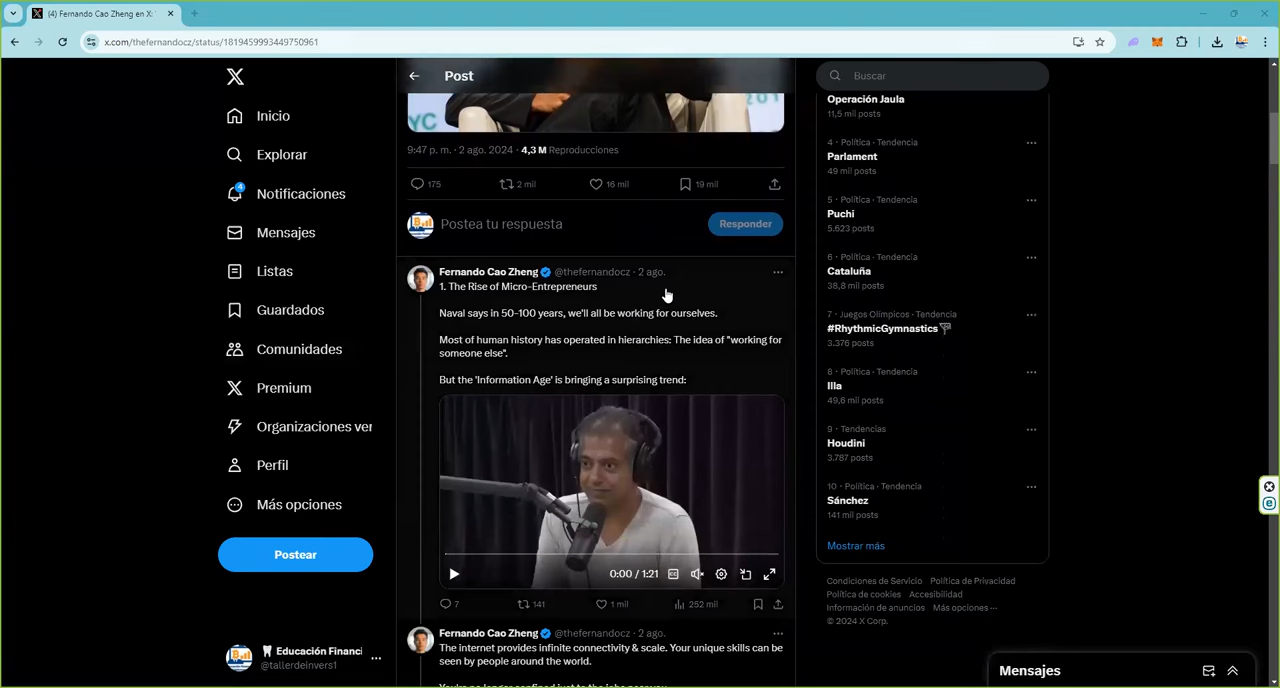 (4) Fernando Cao Zheng en X:
x.com/thefernandocz/status/1819459993449750961
Inicio
Explorar
4
Notificaciones
Mensajes
Listas
Guardados
Comunidades
Premium
Organizaciones ver
Perfil
Más opciones
Postear
Educación Financi
@tallerdeinvers1
Post
9:47 p. m. · 2 ago. 2024 · 4,3 M Reproducciones
175
2 mil
16 mil
19 mil
Postea tu respuesta
Responder
Fernando Cao Zheng @thefernandocz · 2 ago.
1. The Rise of Micro-Entrepreneurs
Naval says in 50-100 years, we'll all be working for ourselves.
Most of human history has operated in hierarchies: The idea of "working for
someone else".
But the 'Information Age' is bringing a surprising trend:
0:00 / 1:21
7
141
1 mil
252 mil
Fernando Cao Zheng @thefernandocz · 2 ago.
The internet provides infinite connectivity & scale. Your unique skills can be
seen by people around the world.
Buscar
Operación Jaula
11,5 mil posts
4 · Política · Tendencia
Parlament
49 mil posts
5 · Política · Tendencia
Puchi
5.623 posts
6 · Política · Tendencia
Cataluña
38,8 mil posts
7 · Juegos Olímpicos · Tendencia
#RhythmicGymnastics
3.376 posts
8 · Política · Tendencia
Illa
49,6 mil posts
9 · Tendencias
Houdini
3,787 posts
10 · Política · Tendencia
Sánchez
141 mil posts
Mostrar más
Condiciones de Servicio Política de Privacidad
Política de cookies Accesibilidad
Información de anuncios Más opciones ···
© 2024 X Corp.
Mensajes